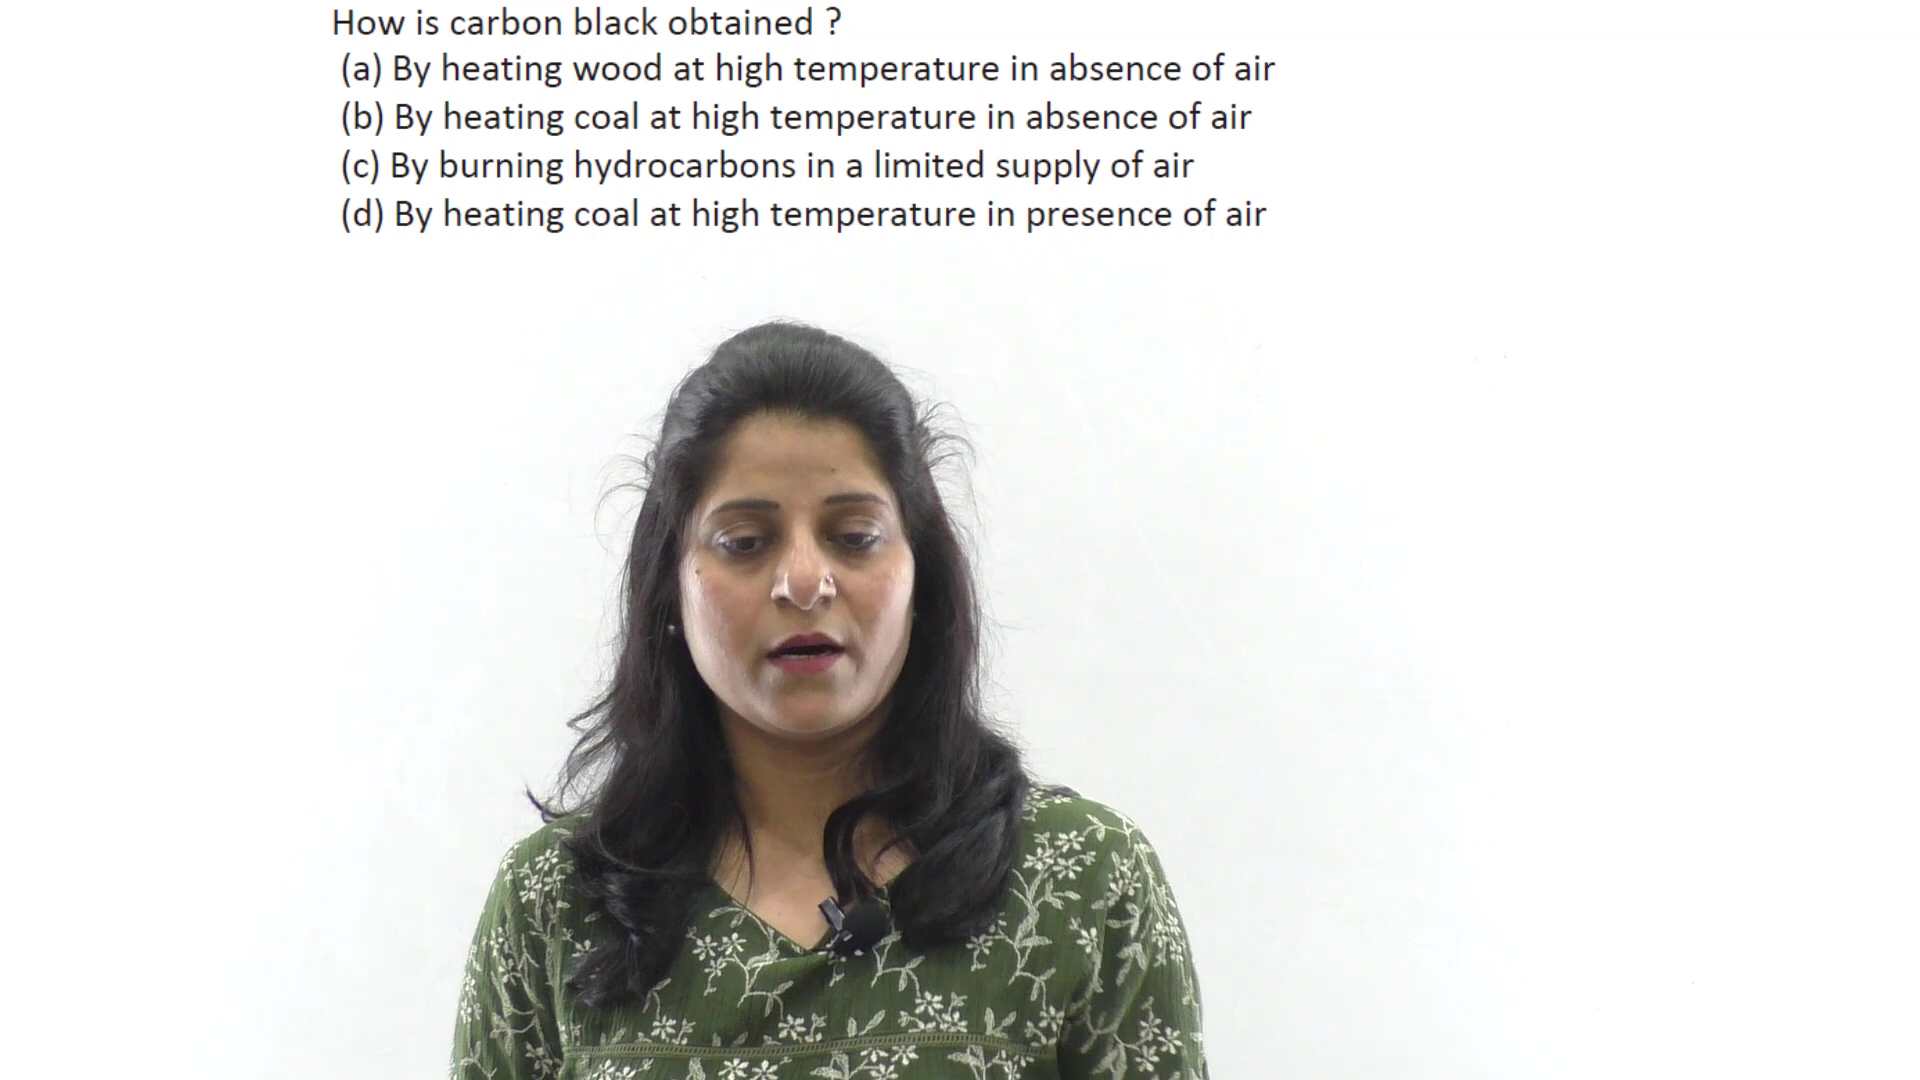 How is carbon black obtained ?
(a) By heating wood at high temperature in absence of air
(b) By heating coal at high temperature in absence of air
(c) By burning hydrocarbons in a limited supply of air
(d) By heating coal at high temperature in presence of air